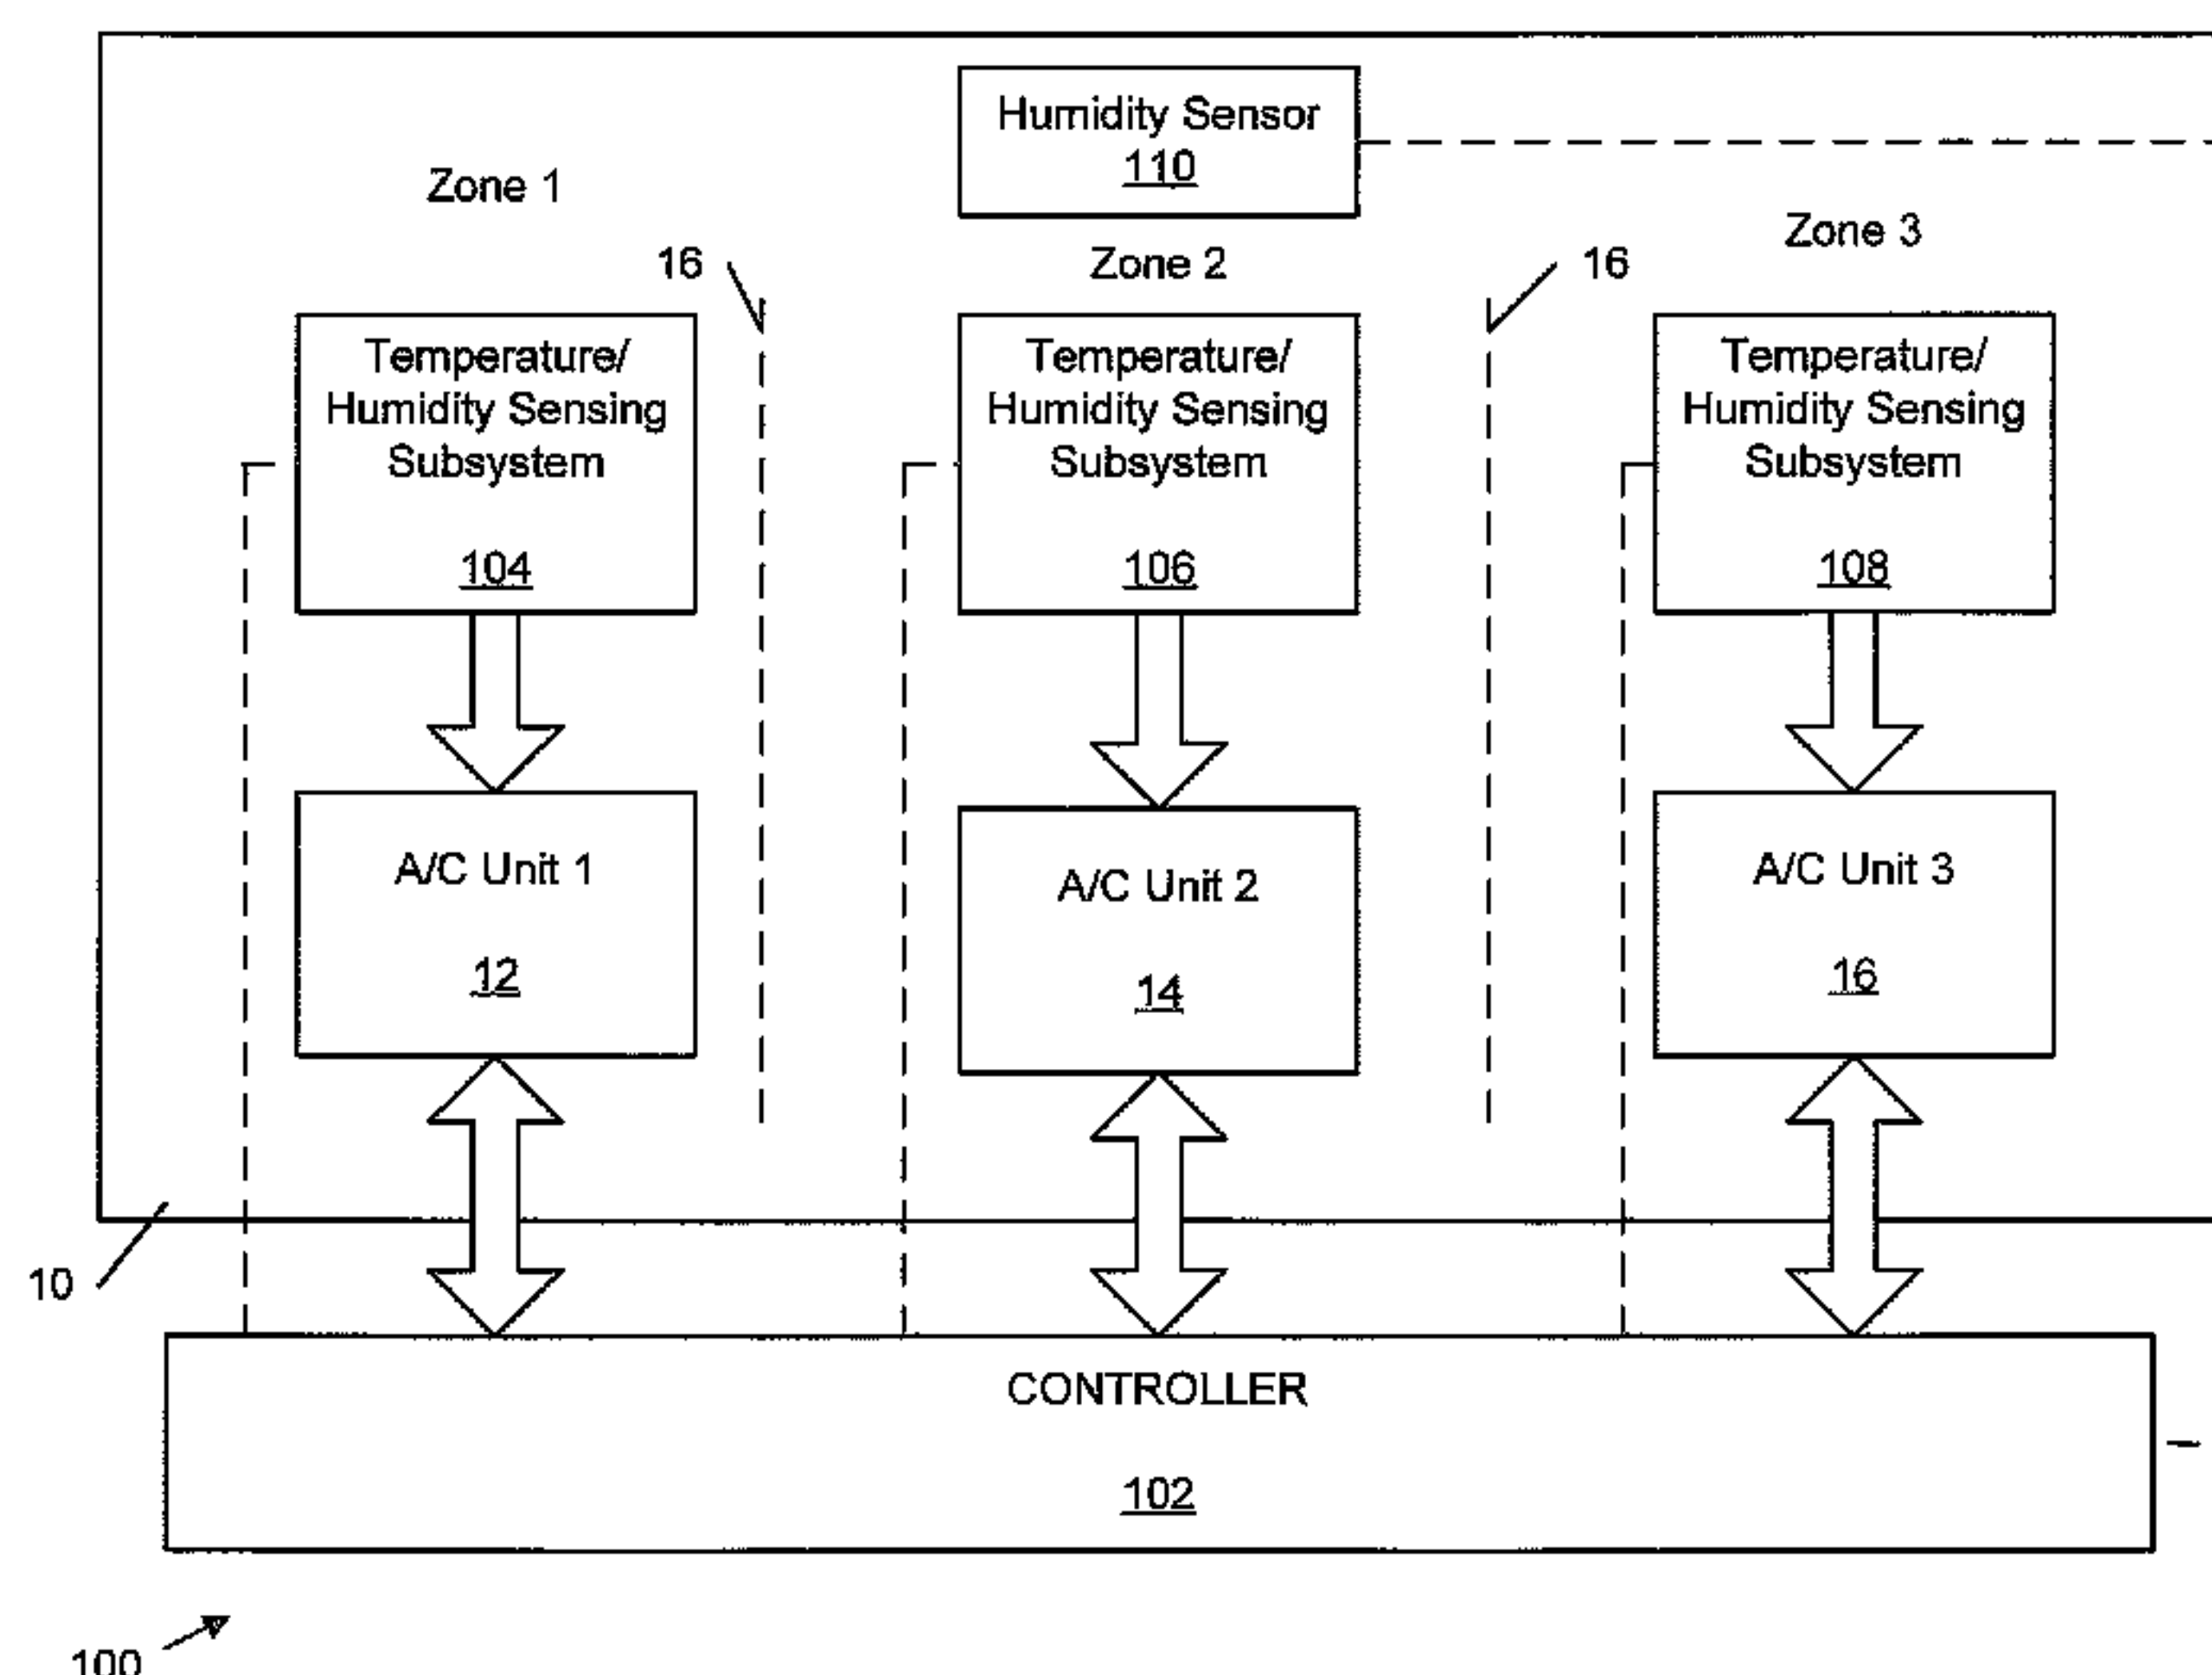 Humidity Sensor
110
Zone 1
Zone 2
Zone 3
16
16
Temperature/
Humidity Sensing
Subsystem
104
Temperature/
Humidity Sensing
Subsystem
106
Temperature/
Humidity Sensing
Subsystem
108
A/C Unit 1
12
A/C Unit 2
14
A/C Unit 3
16
10
CONTROLLER
102
100